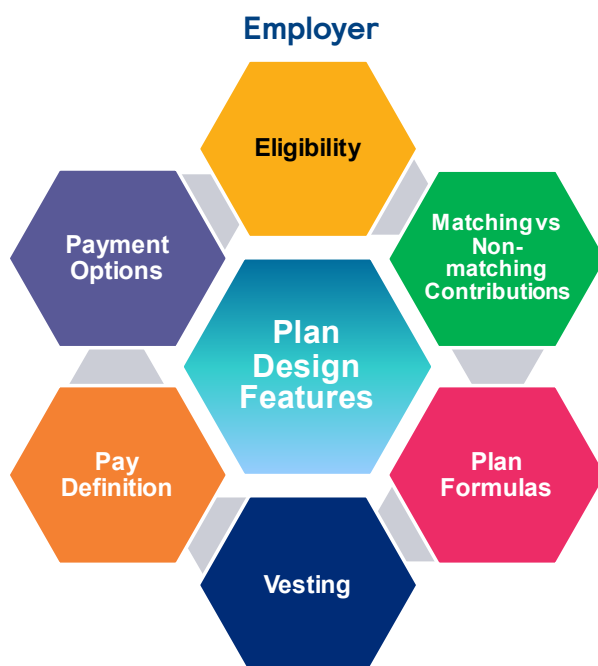 Employer
Eligibility
Matching vs
Non-
matching
Contributions
Payment
Options
Plan
Design
Features
Pay
Definition
Plan
Formulas
Vesting